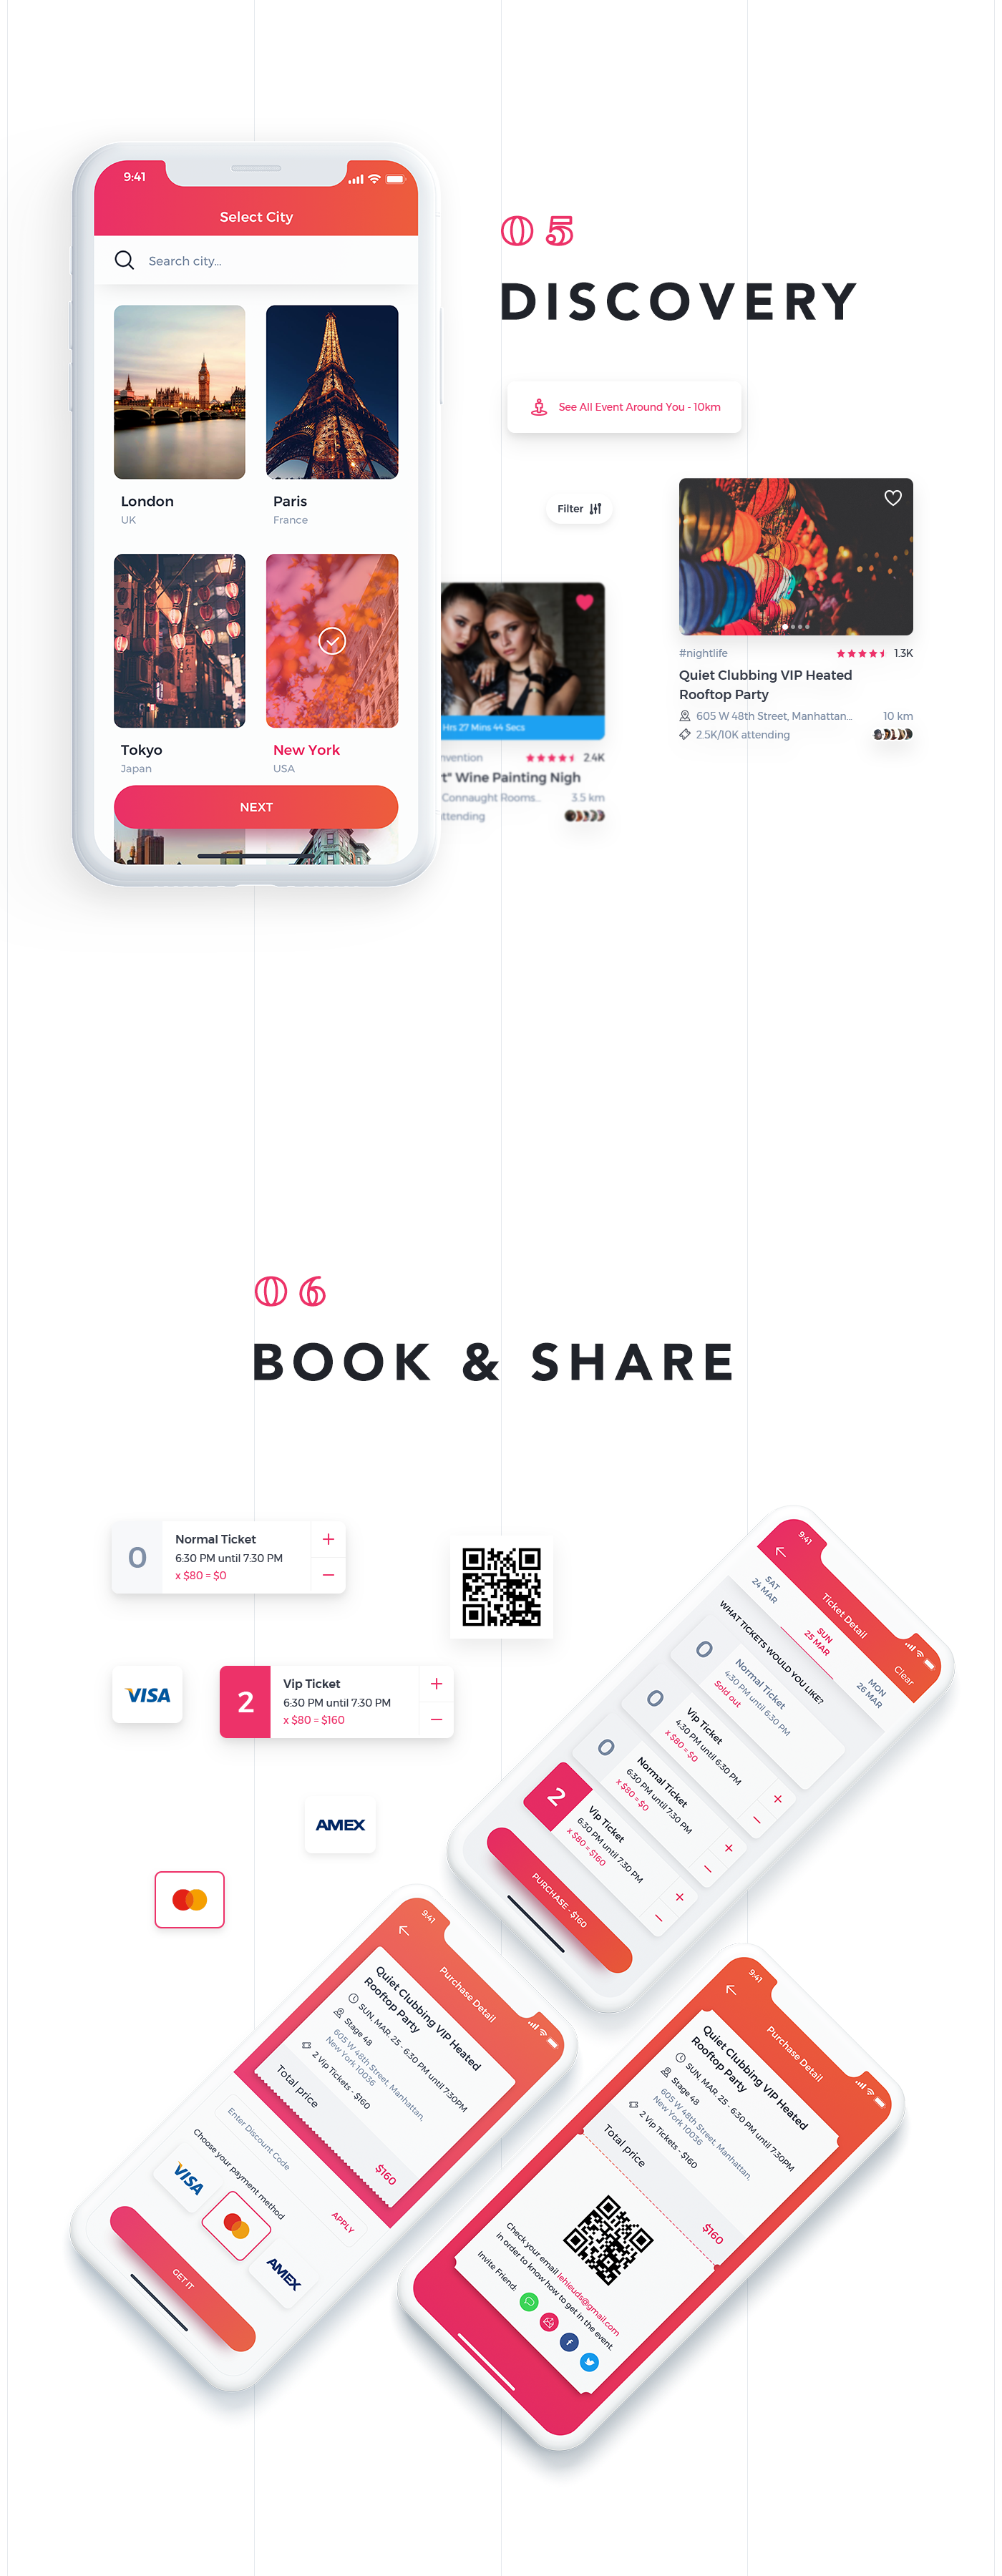 9:41
Select City
Search city...
London
UK
Paris
France
Tokyo
Japan
New York
USA
NEXT
05
DISCOVERY
See All Event Around You - 10km
Filter
Hrs 27 Mins 44 Secs
2.4K
" Wine Painting Nigh
Connaught Rooms...
3.5 km
#nightlife
1.3K
Quiet Clubbing VIP Heated
Rooftop Party
605 W 48th Street, Manhattan...
10 km
2.5K/10K attending
06
BOOK & SHARE
0
Normal Ticket
6:30 PM until 7:30 PM
x $80 = $0
+
−
VISA
2
Vip Ticket
6:30 PM until 7:30 PM
x $80 = $160
+
−
AMEX
9:41
Ticket Detail
Clear
SAT
24 MAR
SUN
25 MAR
MON
26 MAR
WHAT TICKETS WOULD YOU LIKE?
0
Normal Ticket
4:30 PM until 6:30 PM
Sold out
0
Vip Ticket
4:30 PM until 6:30 PM
x $80 = $0
+
−
0
Normal Ticket
6:30 PM until 7:30 PM
x $80 = $0
+
−
2
Vip Ticket
6:30 PM until 7:30 PM
x $80 = $160
+
−
PURCHASE - $160
9:41
Purchase Detail
Quiet Clubbing VIP Heated
Rooftop Party
SUN, MAR. 25 - 6:30 PM until 7:30PM
Stage 48
605 W 48th Street, Manhattan,
New York 10036
2 Vip Tickets - $160
Total price
$160
Enter Discount Code
APPLY
Choose your payment method
VISA
AMEX
GET IT
9:41
Purchase Detail
Quiet Clubbing VIP Heated
Rooftop Party
SUN, MAR. 25 - 6:30 PM until 7:30PM
Stage 48
605 W 48th Street, Manhattan,
New York 10036
2 Vip Tickets - $160
Total price
$160
Check your email lehleuds@gmail.com
in order to know how to get in the event.
Invite Friend: